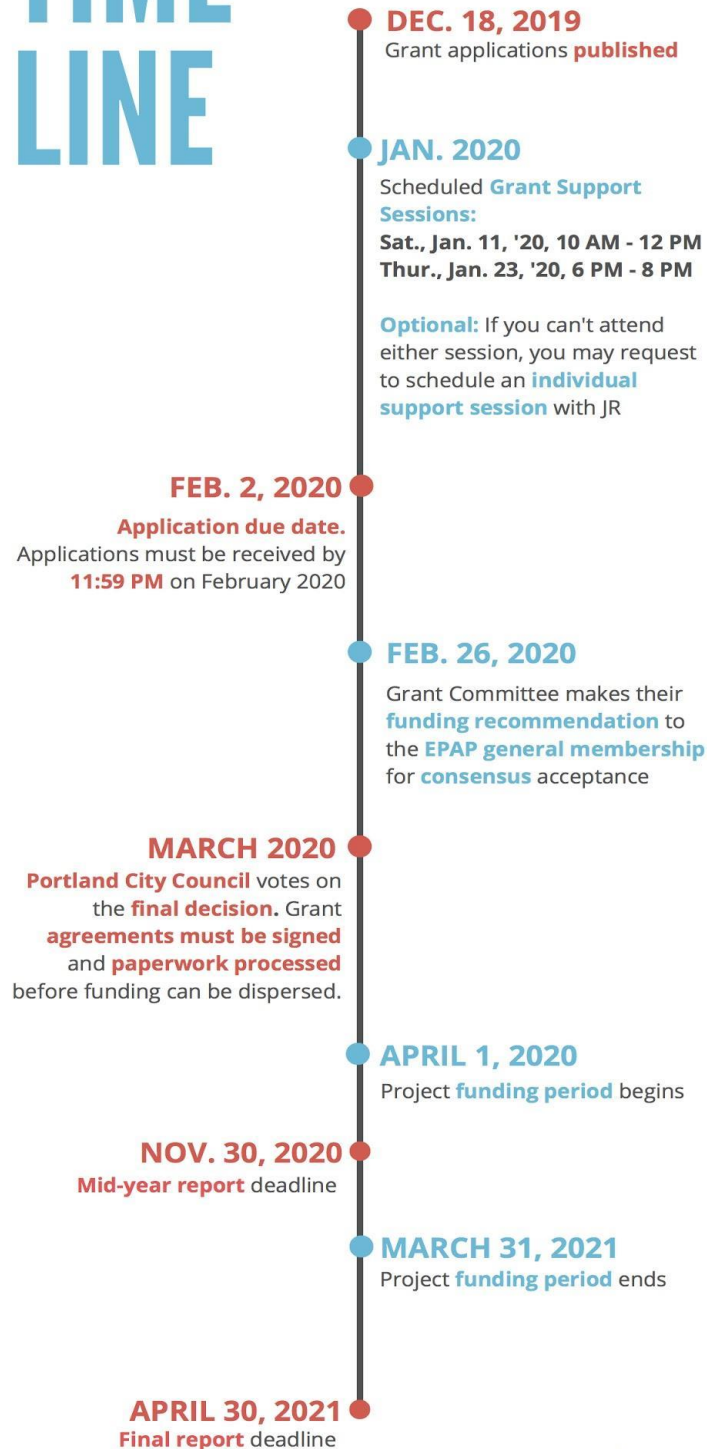 TIME
LINE
DEC. 18, 2019
Grant applications published
JAN. 2020
Scheduled Grant Support
Sessions:
Sat., Jan. 11, '20, 10 AM - 12 PM
Thur., Jan. 23, '20, 6 PM - 8 PM
Optional: If you can't attend
either session, you may request
to schedule an individual
support session with JR
FEB. 2, 2020
Application due date.
Applications must be received by
11:59 PM on February 2020
FEB. 26, 2020
Grant Committee makes their
funding recommendation to
the EPAP general membership
for consensus acceptance
MARCH 2020
Portland City Council votes on
the final decision. Grant
agreements must be signed
and paperwork processed
before funding can be dispersed.
APRIL 1, 2020
Project funding period begins
NOV. 30, 2020
Mid-year report deadline
MARCH 31, 2021
Project funding period ends
APRIL 30, 2021
Final report deadline